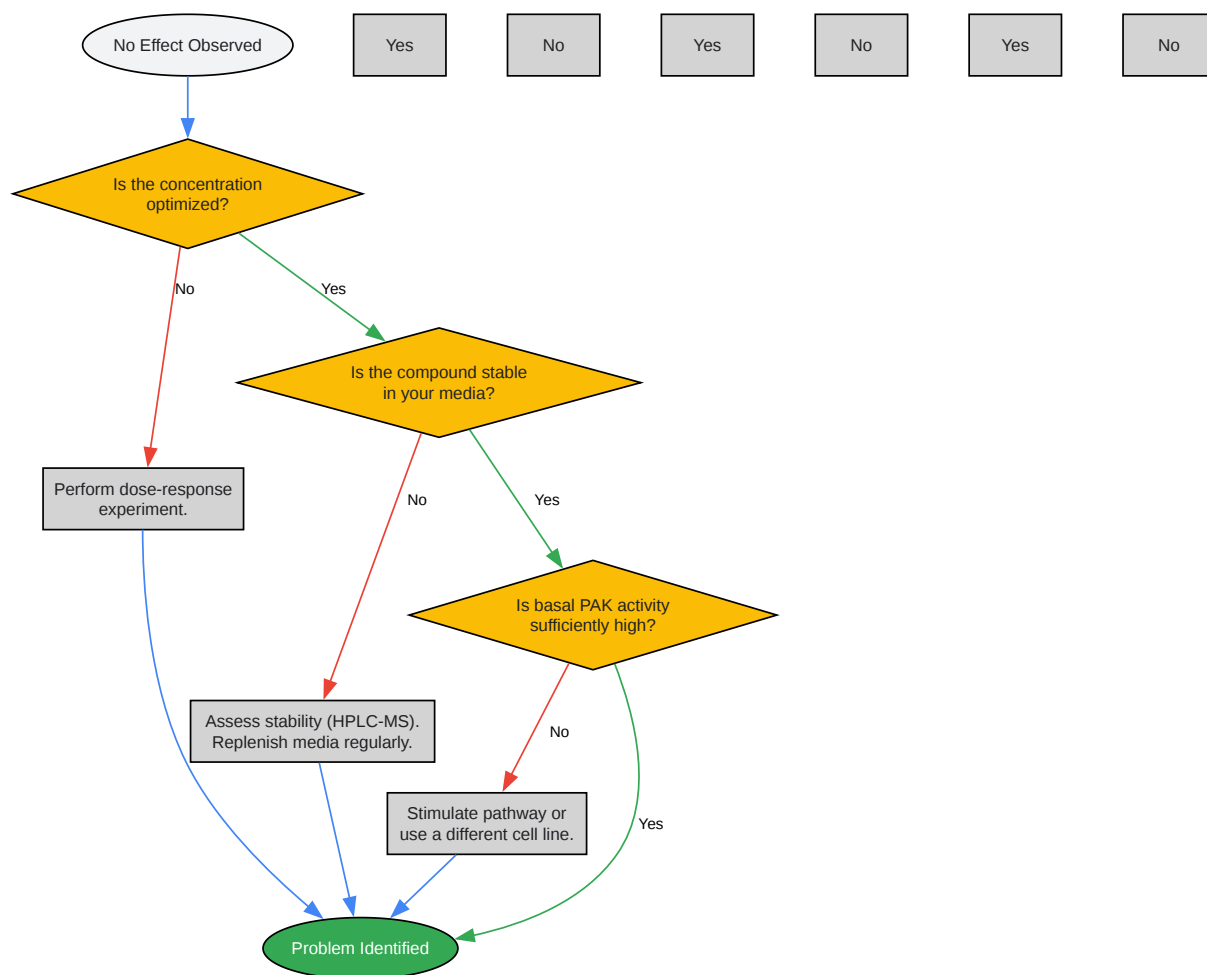 No Effect Observed
Yes
No
Yes
No
Yes
No
Is the concentration
optimized?
No
Yes
Is the compound stable
in your media?
Perform dose-response
experiment.
No
Yes
Is basal PAK activity
sufficiently high?
Assess stability (HPLC-MS).
Replenish media regularly.
No
Stimulate pathway or
use a different cell line.
Yes
Problem Identified